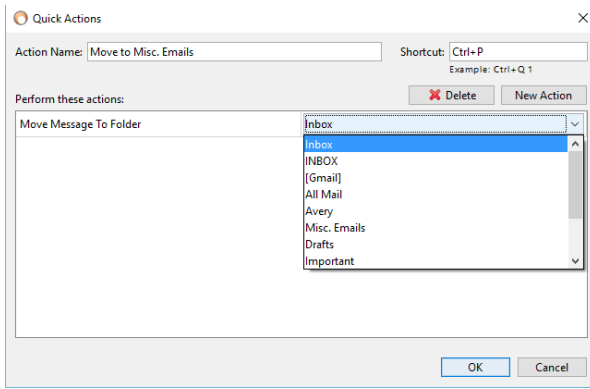 Quick Actions
Action Name: Move to Misc. Emails Shortcut: Ctrl+P
Example: Ctrl+Q 1
Perform these actions: Delete New Action
Move Message To Folder Inbox
Inbox
INBOX
[Gmail]
All Mail
Avery
Misc. Emails
Drafts
Important
OK Cancel